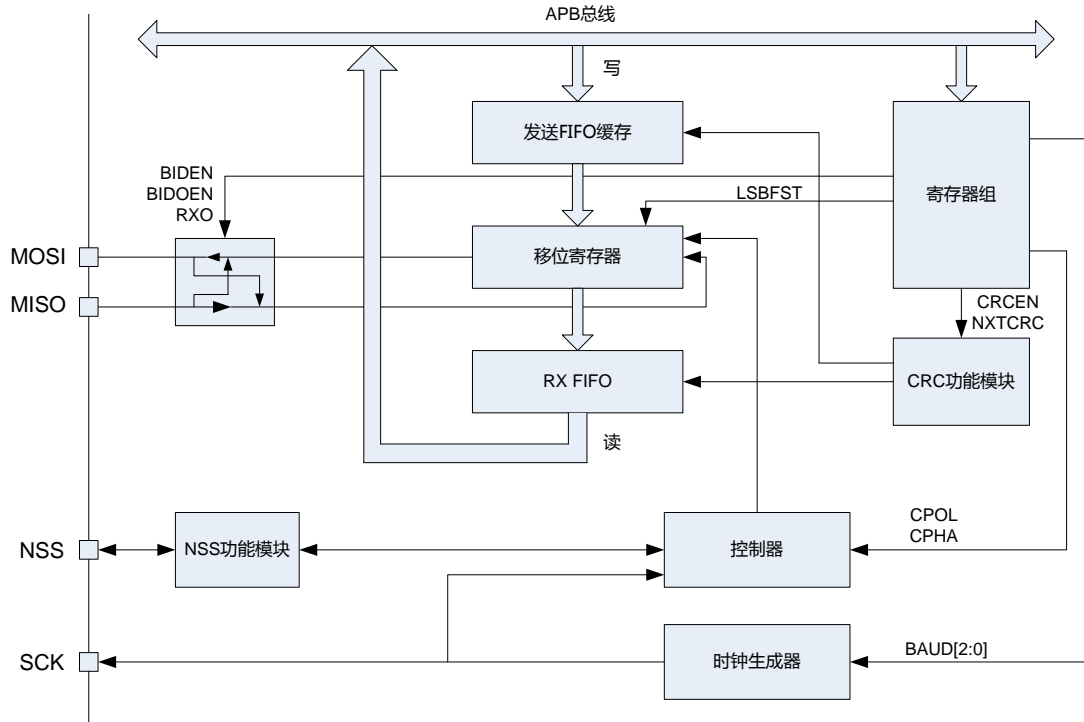 APB总线
写
发送FIFO缓存
寄存器组
BIDEN
BIDOEN
RXO
LSBFST
MOSI
移位寄存器
MISO
CRCEN
NXTCRC
RX FIFO
CRC功能模块
读
CPOL
CPHA
NSS
NSS功能模块
控制器
SCK
时钟生成器
BAUD[2:0]